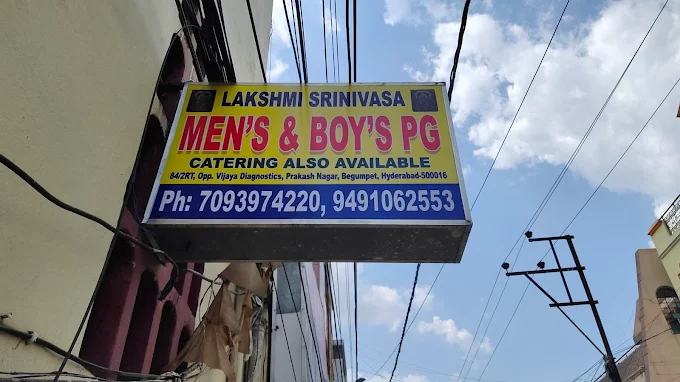 LAKSHMI SRINIVASA
MEN'S & BOY'S PG
CATERING ALSO AVAILABLE
84/2RT, Opp. Vijaya Diagnostics, Prakash Nagar, Begumpet, Hyderabad-500016
Ph: 7093974220, 9491062553